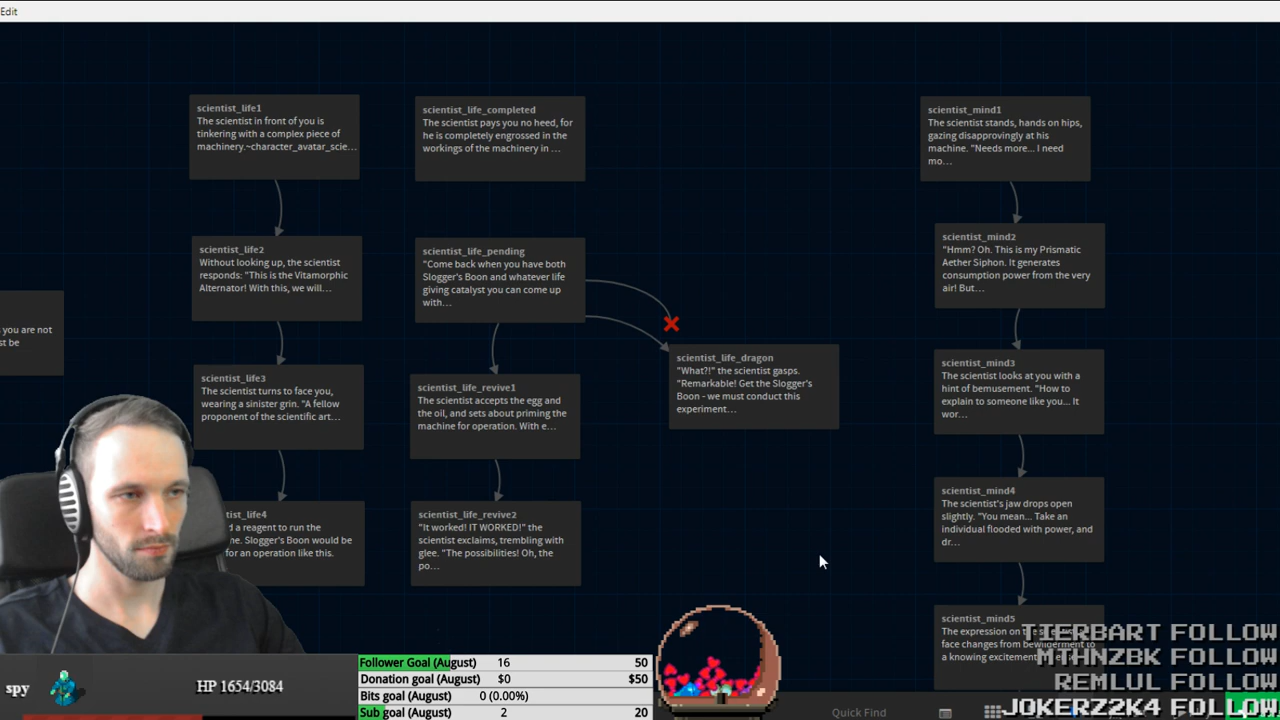 Edit
scientist_life1
The scientist in front of you is
tinkering with a complex piece of
machinery.~character_avatar_scie...
scientist_life2
Without looking up, the scientist
responds: "This is the Vitamorphic
Alternator! With this, we will...
scientist_life3
The scientist turns to face you,
wearing a sinister grin. "A fellow
proponent of the scientific art...
tist_life4
d a reagent to run the
me. Slogger's Boon would be
for an operation like this.
you are not
st be
scientist_life_completed
The scientist pays you no heed, for
he is completely engrossed in the
workings of the machinery in ...
scientist_life_pending
"Come back when you have both
Slogger's Boon and whatever life
giving catalyst you can come up
with...
scientist_life_revive1
The scientist accepts the egg and
the oil, and sets about priming the
machine for operation. With e...
scientist_life_revive2
"It worked! IT WORKED!" the
scientist exclaims, trembling with
glee. "The possibilities! Oh, the
po...
scientist_life_dragon
"What?!" the scientist gasps.
"Remarkable! Get the Slogger's
Boon - we must conduct this
experiment...
scientist_mind1
The scientist stands, hands on hips,
gazing disapprovingly at his
machine. "Needs more... I need
mo...
scientist_mind2
"Hmm? Oh. This is my Prismatic
Aether Siphon. It generates
consumption power from the very
air! But...
scientist_mind3
The scientist looks at you with a
hint of bemusement. "How to
explain to someone like you... It
wor...
scientist_mind4
The scientist's jaw drops open
slightly. "You mean... Take an
individual flooded with power, and
dr...
scientist_mind5
The expression on the
face changes from bewilderment to
a knowing excitement.
TIERBART FOLLOW
MTHNZBK FOLLOW
REMLUL FOLLOW
JOKERZ2K4 FOLLOW
spy
HP 1654/3084
Follower Goal (August) 16 50
Donation goal (August) $0 $50
Bits goal (August) 0 (0.00%)
Sub goal (August) 2 20
Quick Find